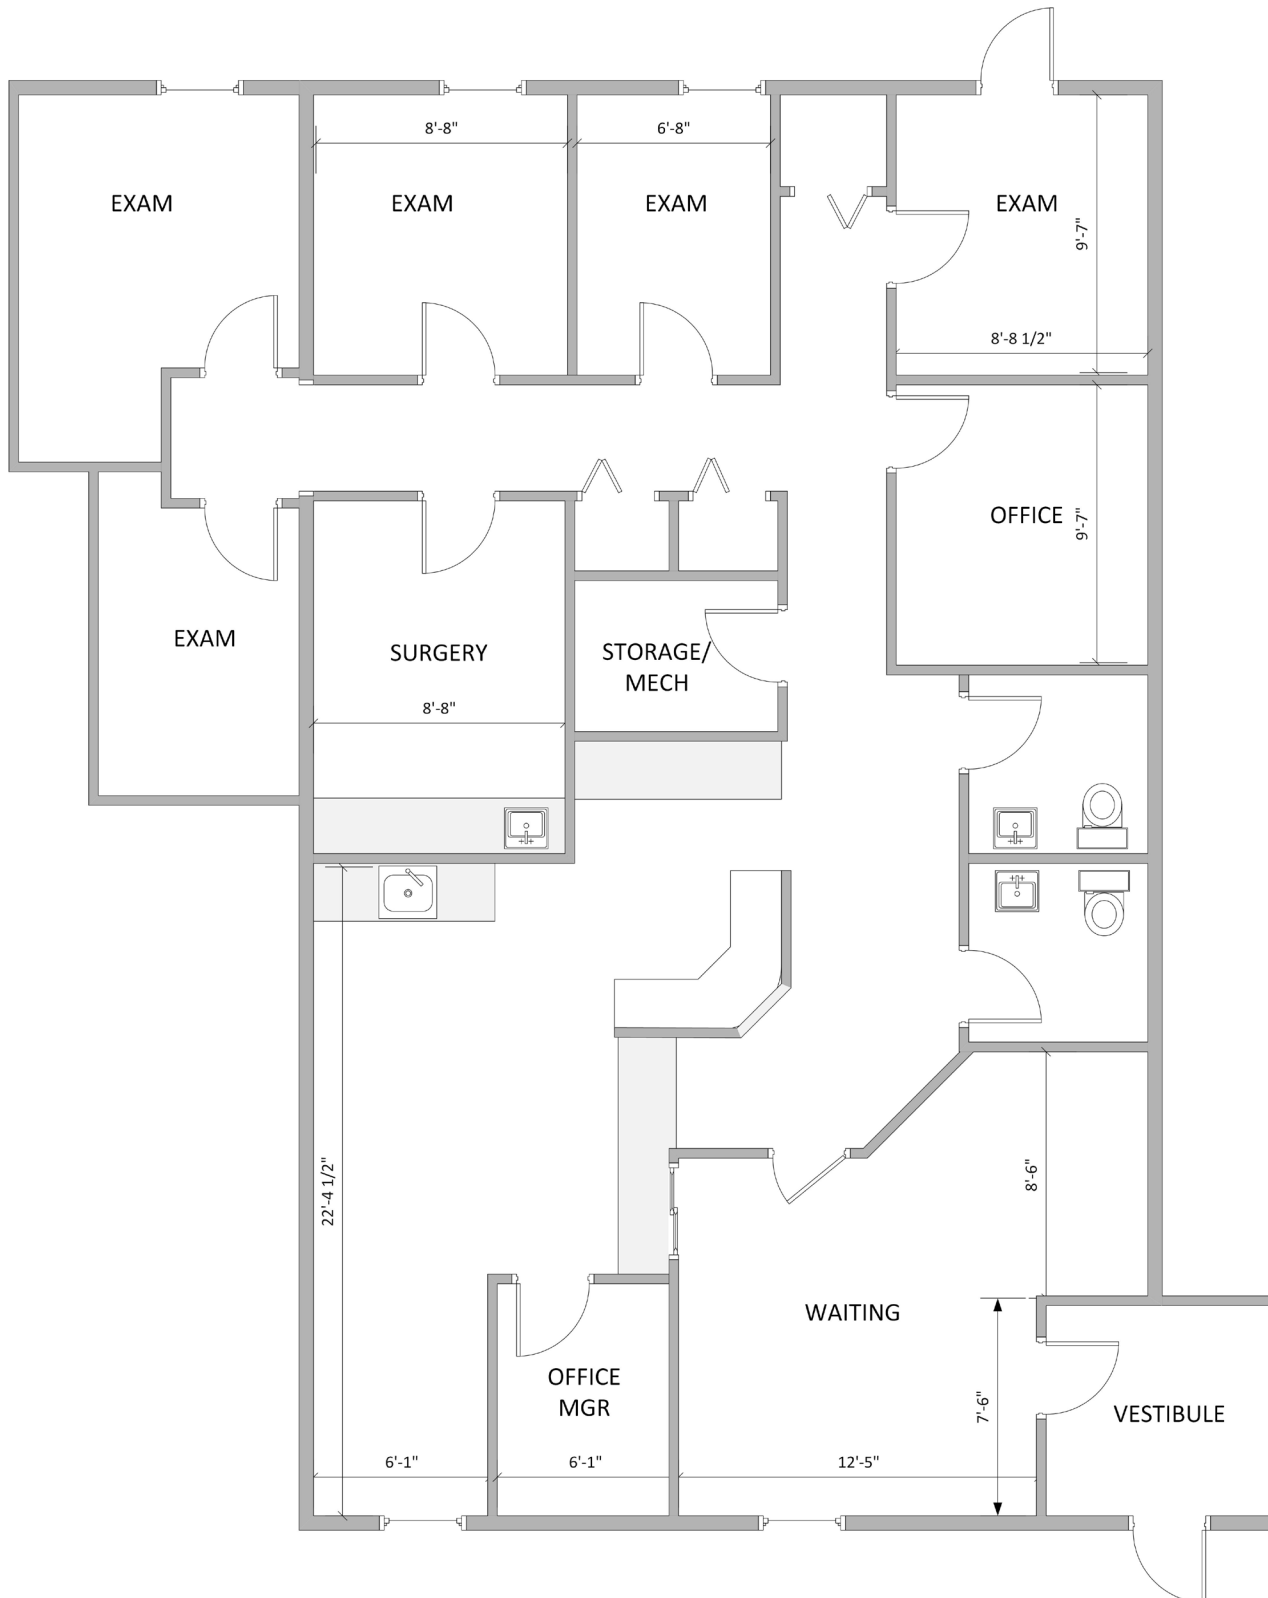 8'-8"
6'-8"
EXAM
EXAM
EXAM
EXAM
9'-7"
8'-8 1/2"
OFFICE
9'-7"
EXAM
SURGERY
STORAGE/
MECH
8'-8"
22'-4 1/2"
8'-6"
WAITING
OFFICE
MGR
7'-6"
VESTIBULE
6'-1"
6'-1"
12'-5"